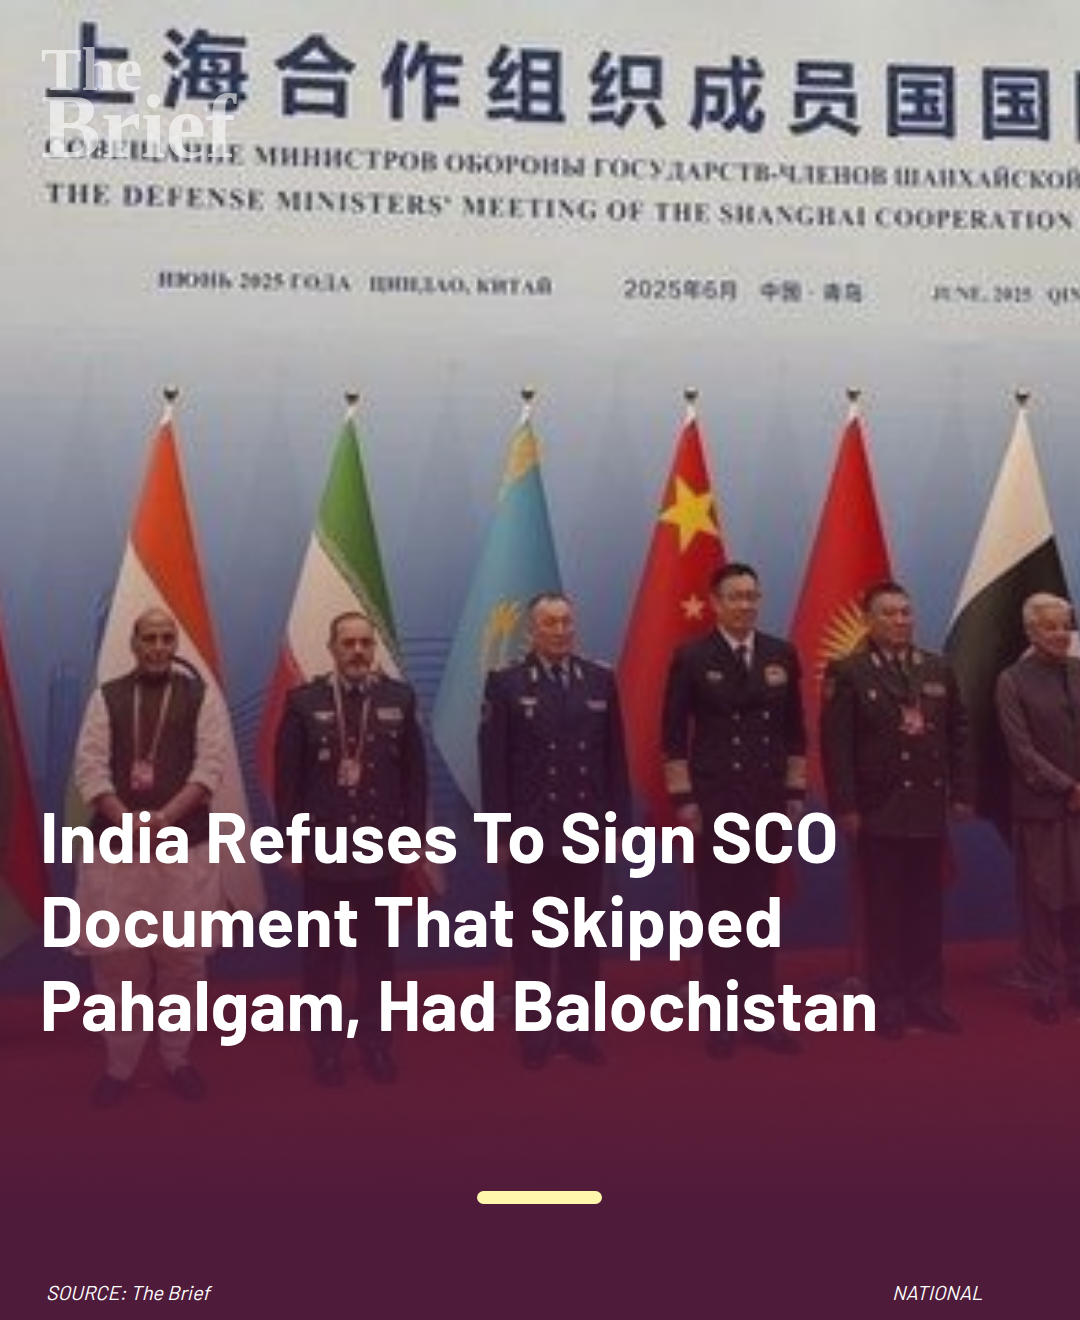 The
Brief
上海合作组织成员国国
СОВЕЩАНИЕ МИНИСТРОВ ОБОРОНЫ ГОСУДАРСТВ-ЧЛЕНОВ ШАНХАЙСКОЙ
THE DEFENSE MINISTERS' MEETING OF THE SHANGHAI COOPERATION
ИЮНЬ 2025 ГОДА ЦИНДАО, КИТАЙ 2025年6月 中国·青岛 JUNE, 2025 QIN
India Refuses To Sign SCO
Document That Skipped
Pahalgam, Had Balochistan
SOURCE: The Brief NATIONAL